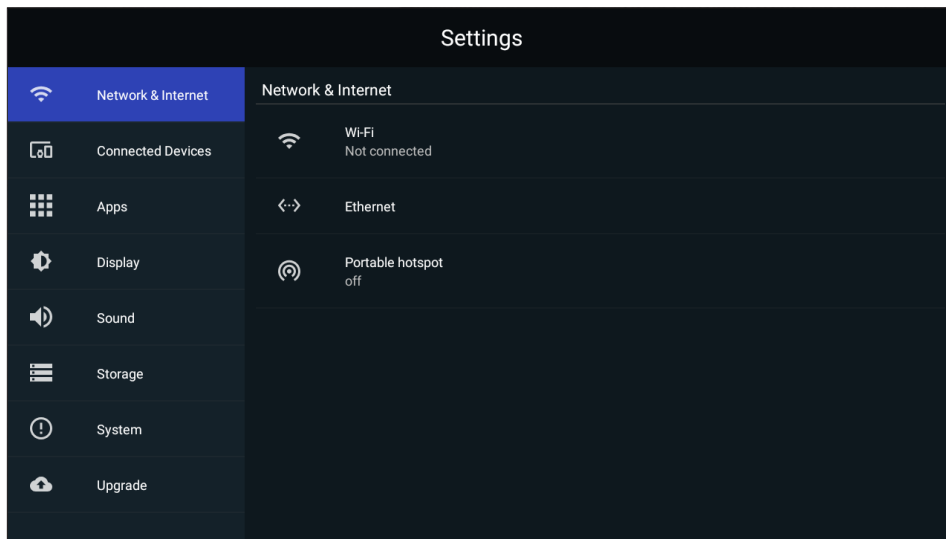 Settings
Network & Internet
Connected Devices
Apps
Display
Sound
Storage
System
Upgrade
Network & Internet
Wi-Fi
Not connected
Ethernet
Portable hotspot
off